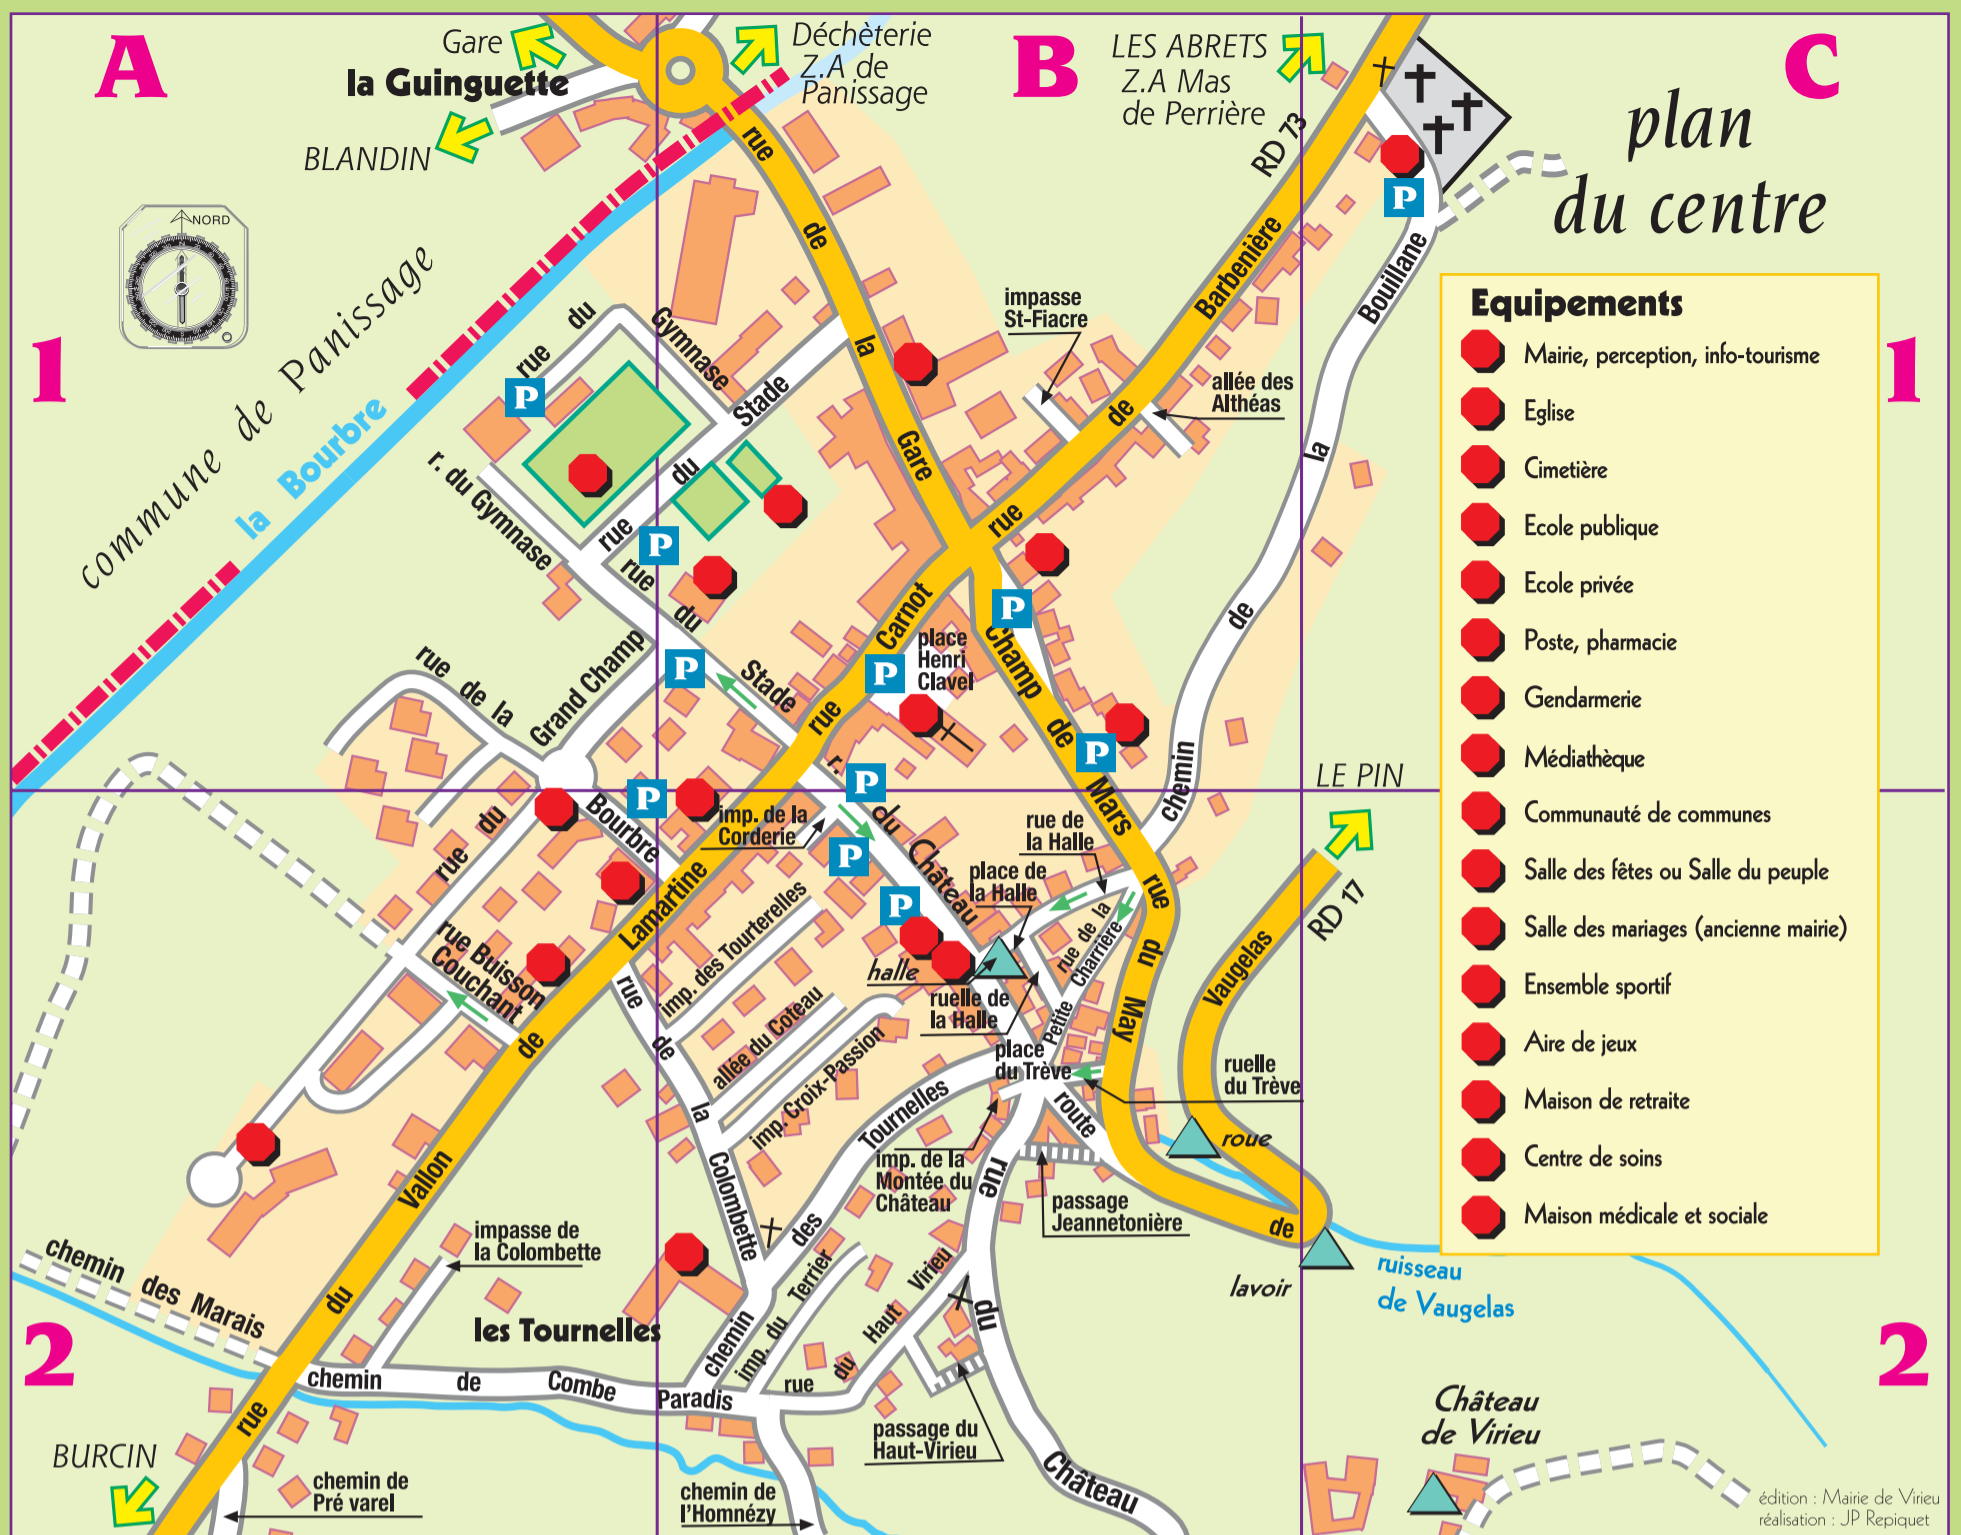 A
B
C
1
1
2
2
plan
du centre
Gare
la Guinguette
BLANDIN
Déchèterie
Z.A de
Panissage
LES ABRETS
Z.A Mas
de Perrière
RD 73
NORD
commune de Panissage
la Bourbre
rue de la Gare
rue de Barbenière
impasse
St-Fiacre
allée des
Althéas
chemin de la Bouillane
rue du Gymnase
rue du Stade
r. du Gymnase
rue du Stade
P
P
P
P
P
P
P
P
P
P
P
rue Carnot
place
Henri
Clavel
Champ de Mars
rue de la Bourbre
Grand Champ
rue du
rue Buisson
Couchant
imp. de la
Corderie
r. du Château
rue de
la Halle
place de
la Halle
halle
ruelle de
la Halle
rue de la
Petite Charrière
rue du 8 May
LE PIN
RD 17
Vaugelas
de
roue
lavoir
ruisseau
de Vaugelas
place
du Trève
ruelle
du Trève
route
imp. de la
Montée du
Château
passage
Jeannetonière
rue du Vallon de Lamartine
imp. des Tourterelles
allée du Coteau
imp. Croix-Passion
rue de la Colombette
chemin des Tournelles
imp. du Terrier
rue du Haut Virieu
rue du Château
impasse de
la Colombette
les Tournelles
chemin des Marais
chemin de Combe Paradis
passage du
Haut-Virieu
BURCIN
chemin de
Pré varel
chemin de
l'Homnézy
Château
de Virieu
Equipements
Mairie, perception, info-tourisme
Eglise
Cimetière
Ecole publique
Ecole privée
Poste, pharmacie
Gendarmerie
Médiathèque
Communauté de communes
Salle des fêtes ou Salle du peuple
Salle des mariages (ancienne mairie)
Ensemble sportif
Aire de jeux
Maison de retraite
Centre de soins
Maison médicale et sociale
édition : Mairie de Virieu
réalisation : JP Repiquet